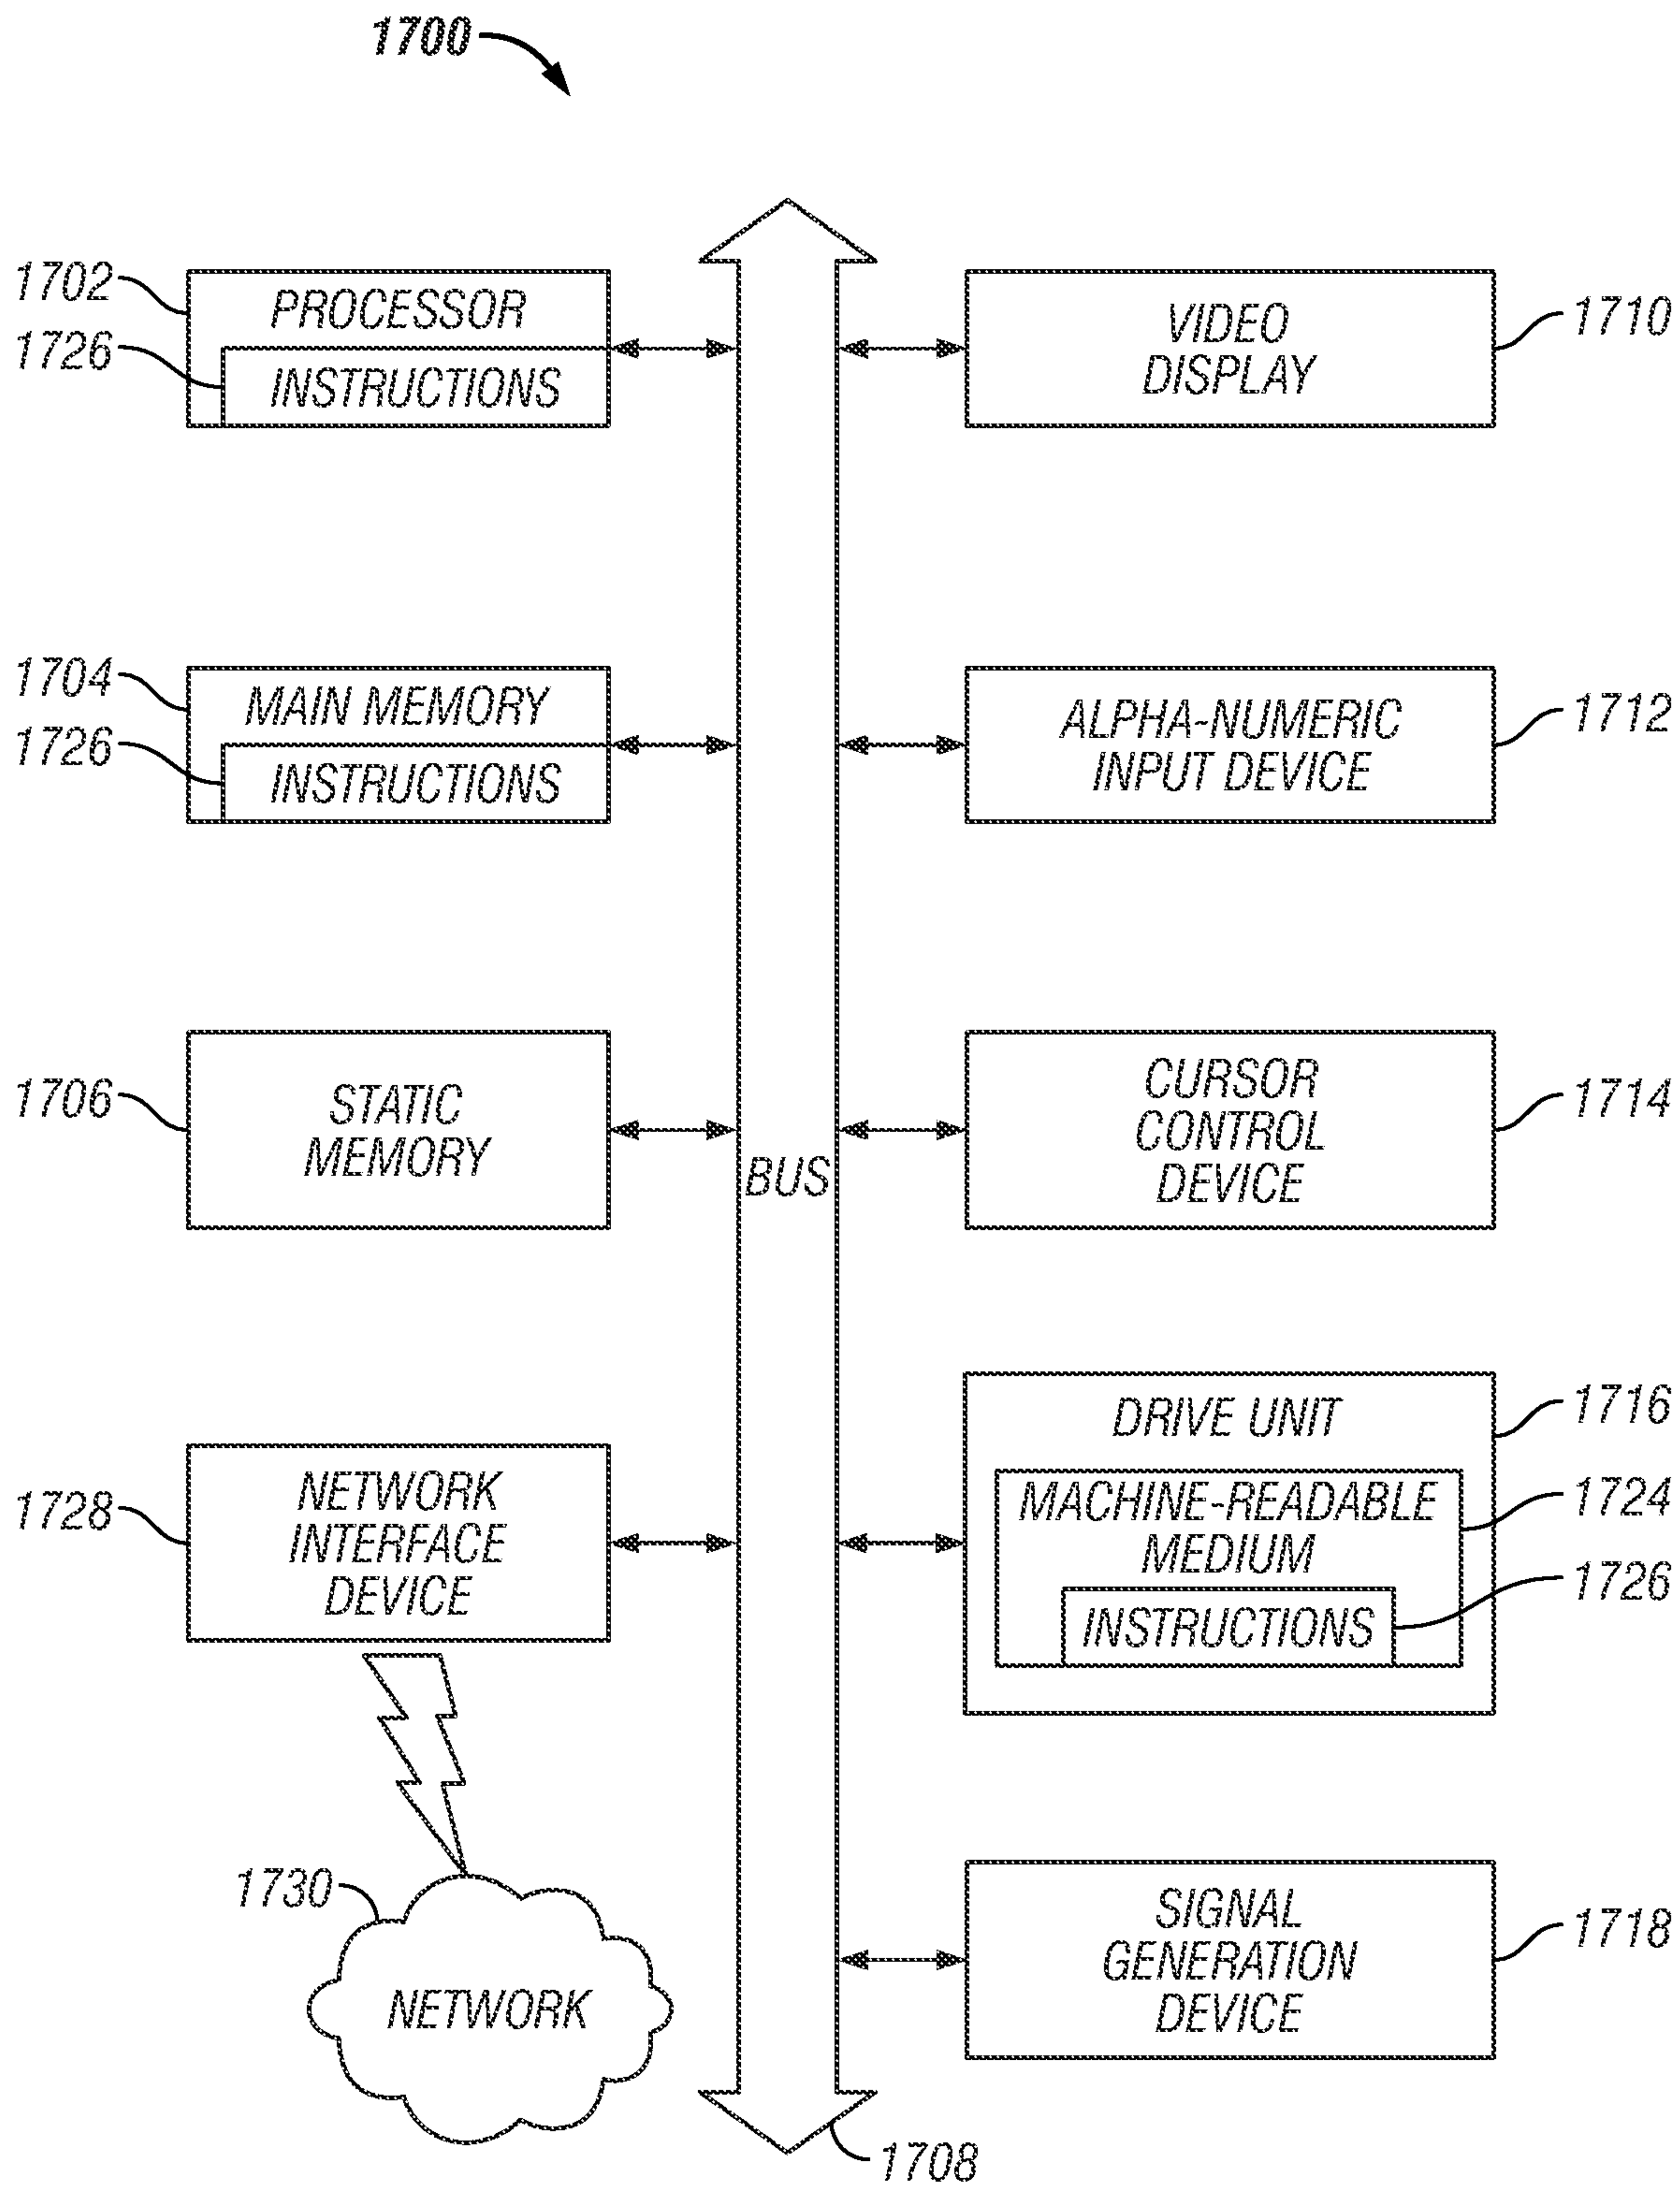 1700
1702
PROCESSOR
1726
INSTRUCTIONS
VIDEO
DISPLAY
1710
1704
MAIN MEMORY
1726
INSTRUCTIONS
ALPHA-NUMERIC
INPUT DEVICE
1712
1706
STATIC
MEMORY
BUS
CURSOR
CONTROL
DEVICE
1714
1728
NETWORK
INTERFACE
DEVICE
DRIVE UNIT
1716
MACHINE-READABLE
MEDIUM
1724
INSTRUCTIONS
1726
1730
NETWORK
SIGNAL
GENERATION
DEVICE
1718
1708